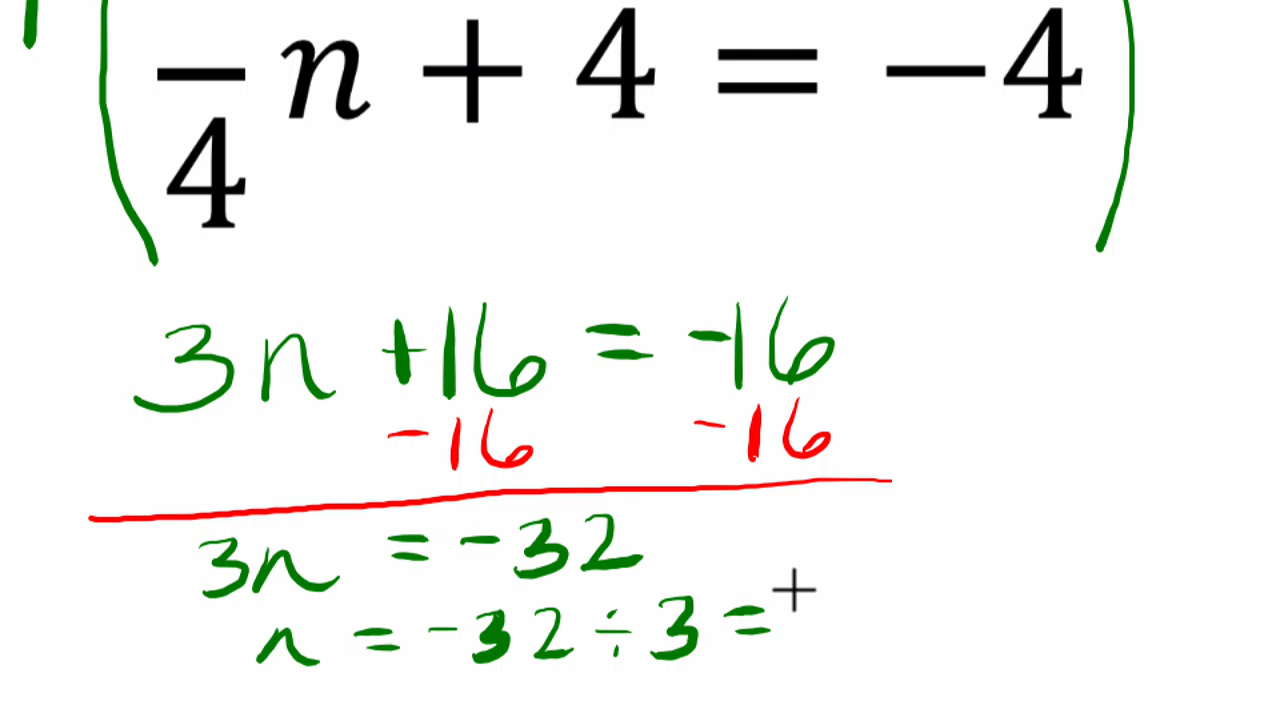 ( —
4 n + 4 = −4 )
3n +16 = -16
-16 -16
3n = -32
n = -32 ÷ 3 =